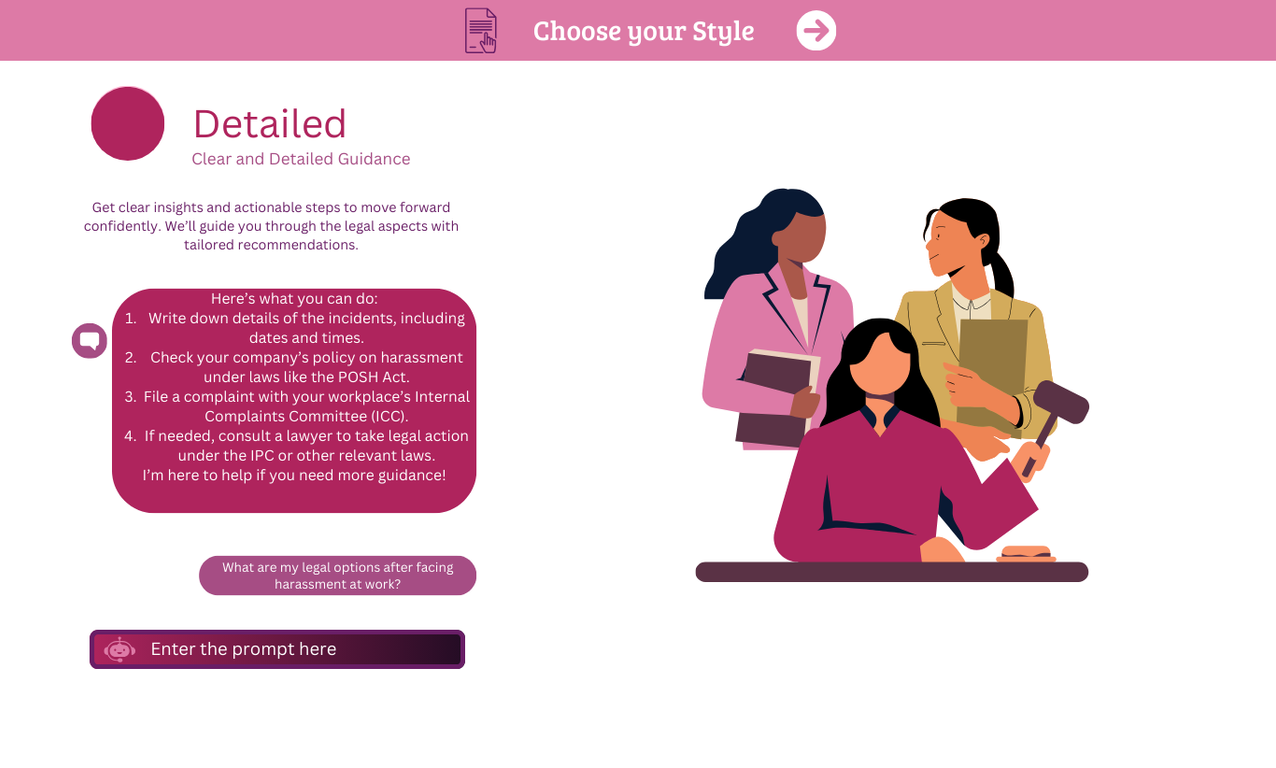 Choose your Style
Detailed
Clear and Detailed Guidance
Get clear insights and actionable steps to move forward
confidently. We'll guide you through the legal aspects with
tailored recommendations.
Here's what you can do:
1. Write down details of the incidents, including
dates and times.
2. Check your company's policy on harassment
under laws like the POSH Act.
3. File a complaint with your workplace's Internal
Complaints Committee (ICC).
4. If needed, consult a lawyer to take legal action
under the IPC or other relevant laws.
I'm here to help if you need more guidance!
What are my legal options after facing
harassment at work?
Enter the prompt here